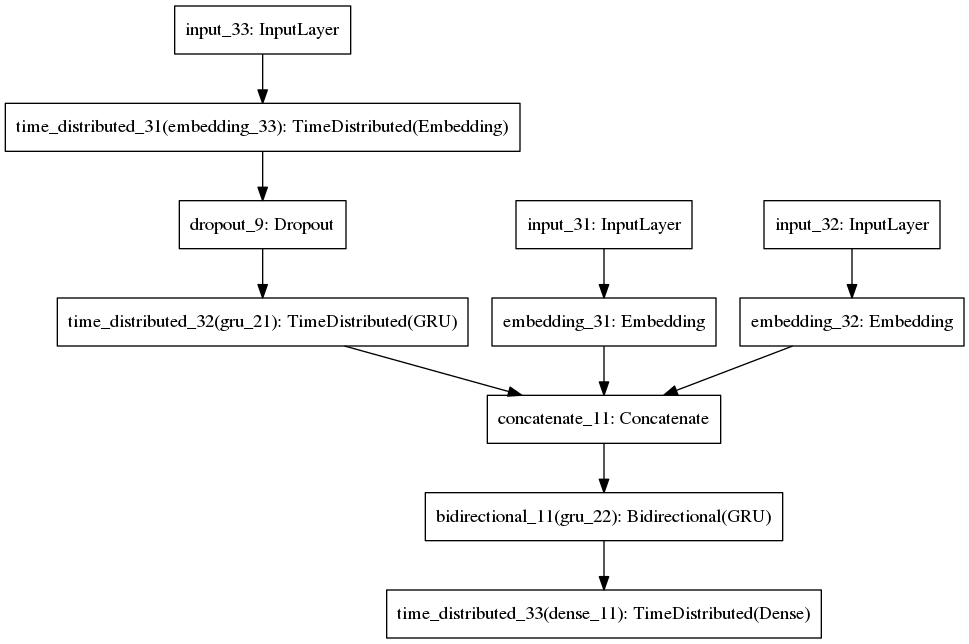 input_33: InputLayer
time_distributed_31(embedding_33): TimeDistributed(Embedding)
dropout_9: Dropout
input_31: InputLayer
input_32: InputLayer
time_distributed_32(gru_21): TimeDistributed(GRU)
embedding_31: Embedding
embedding_32: Embedding
concatenate_11: Concatenate
bidirectional_11(gru_22): Bidirectional(GRU)
time_distributed_33(dense_11): TimeDistributed(Dense)